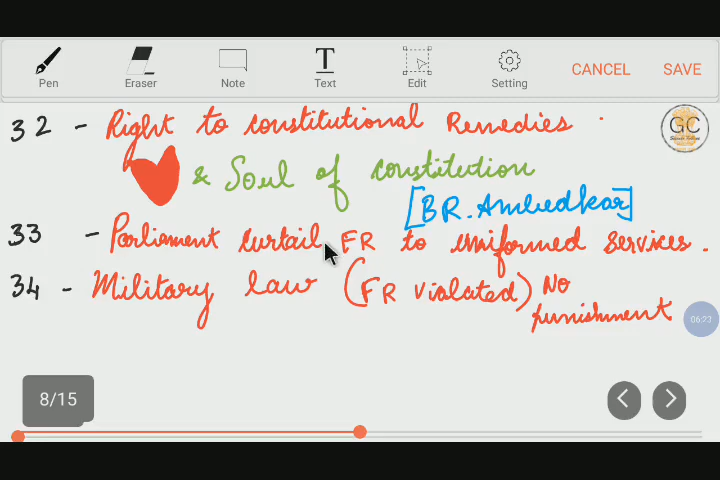 Pen Eraser Note Text Edit Setting CANCEL SAVE
32 - Right to constitutional Remedies .
& Soul of constitution
[BR. Ambedkar]
33 - Parliament curtail FR to uniformed services.
34 - Military law (FR violated) No
punishment.
06:23
8/15
GC